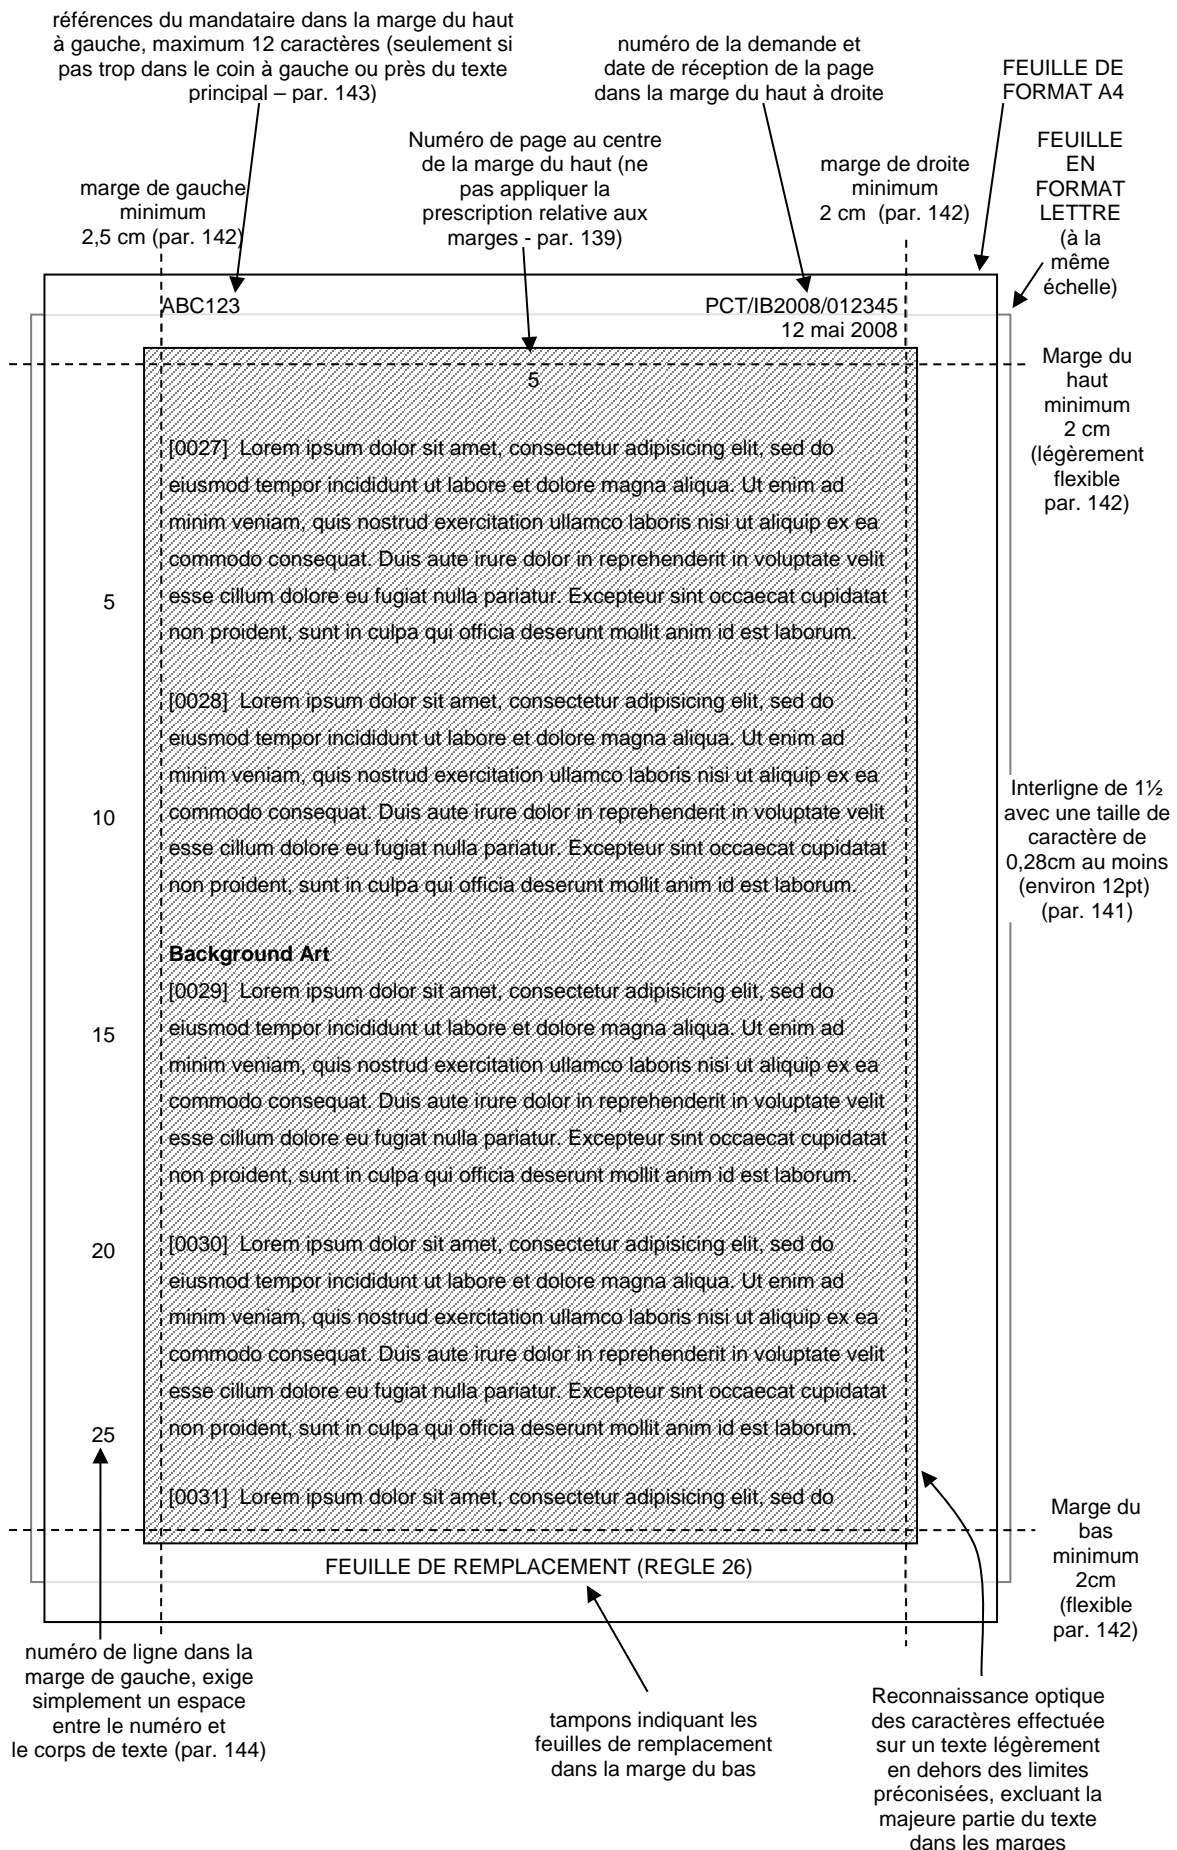 références du mandataire dans la marge du haut
à gauche, maximum 12 caractères (seulement si
pas trop dans le coin à gauche ou près du texte
principal – par. 143)
numéro de la demande et
date de réception de la page
dans la marge du haut à droite
FEUILLE DE
FORMAT A4
Numéro de page au centre
de la marge du haut (ne
pas appliquer la
prescription relative aux
marges - par. 139)
marge de gauche
minimum
2,5 cm (par. 142)
marge de droite
minimum
2 cm (par. 142)
FEUILLE
EN
FORMAT
LETTRE
(à la
même
échelle)
ABC123
PCT/IB2008/012345
12 mai 2008
Marge du
haut
minimum
2 cm
(légèrement
flexible
par. 142)
5
[0027] Lorem ipsum dolor sit amet, consectetur adipisicing elit, sed do
eiusmod tempor incididunt ut labore et dolore magna aliqua. Ut enim ad
minim veniam, quis nostrud exercitation ullamco laboris nisi ut aliquip ex ea
commodo consequat. Duis aute irure dolor in reprehenderit in voluptate velit
5 esse cillum dolore eu fugiat nulla pariatur. Excepteur sint occaecat cupidatat
non proident, sunt in culpa qui officia deserunt mollit anim id est laborum.
[0028] Lorem ipsum dolor sit amet, consectetur adipisicing elit, sed do
eiusmod tempor incididunt ut labore et dolore magna aliqua. Ut enim ad
minim veniam, quis nostrud exercitation ullamco laboris nisi ut aliquip ex ea
10 commodo consequat. Duis aute irure dolor in reprehenderit in voluptate velit
esse cillum dolore eu fugiat nulla pariatur. Excepteur sint occaecat cupidatat
non proident, sunt in culpa qui officia deserunt mollit anim id est laborum.
Interligne de 1½
avec une taille de
caractère de
0,28cm au moins
(environ 12pt)
(par. 141)
Background Art
[0029] Lorem ipsum dolor sit amet, consectetur adipisicing elit, sed do
15 eiusmod tempor incididunt ut labore et dolore magna aliqua. Ut enim ad
minim veniam, quis nostrud exercitation ullamco laboris nisi ut aliquip ex ea
commodo consequat. Duis aute irure dolor in reprehenderit in voluptate velit
esse cillum dolore eu fugiat nulla pariatur. Excepteur sint occaecat cupidatat
non proident, sunt in culpa qui officia deserunt mollit anim id est laborum.
20 [0030] Lorem ipsum dolor sit amet, consectetur adipisicing elit, sed do
eiusmod tempor incididunt ut labore et dolore magna aliqua. Ut enim ad
minim veniam, quis nostrud exercitation ullamco laboris nisi ut aliquip ex ea
commodo consequat. Duis aute irure dolor in reprehenderit in voluptate velit
esse cillum dolore eu fugiat nulla pariatur. Excepteur sint occaecat cupidatat
25 non proident, sunt in culpa qui officia deserunt mollit anim id est laborum.
[0031] Lorem ipsum dolor sit amet, consectetur adipisicing elit, sed do
Marge du
bas
minimum
2cm
(flexible
par. 142)
FEUILLE DE REMPLACEMENT (REGLE 26)
numéro de ligne dans la
marge de gauche, exige
simplement un espace
entre le numéro et
le corps de texte (par. 144)
tampons indiquant les
feuilles de remplacement
dans la marge du bas
Reconnaissance optique
des caractères effectuée
sur un texte légèrement
en dehors des limites
préconisées, excluant la
majeure partie du texte
dans les marges